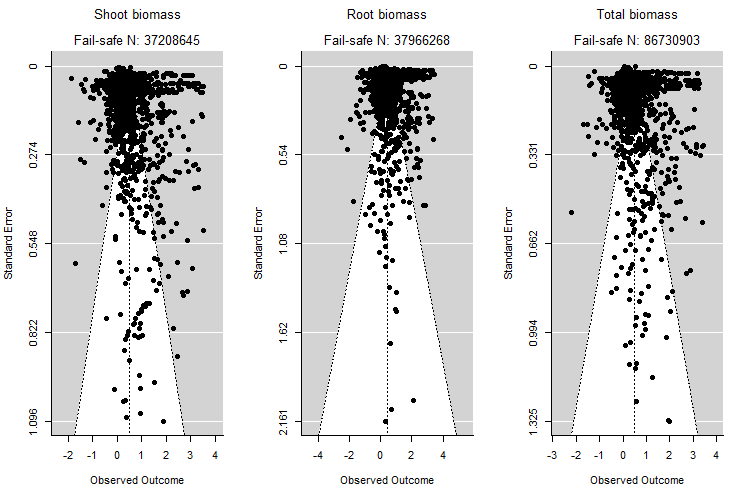 Shoot biomass
Fail-safe N: 37208645
Standard Error
0
0.274
0.548
0.822
1.096
-2 -1 0 1 2 3 4
Observed Outcome
Root biomass
Fail-safe N: 37966268
Standard Error
0
0.54
1.08
1.62
2.161
-4 -2 0 2 4 6
Observed Outcome
Total biomass
Fail-safe N: 86730903
Standard Error
0
0.331
0.662
0.994
1.325
-3 -2 -1 0 1 2 3 4
Observed Outcome